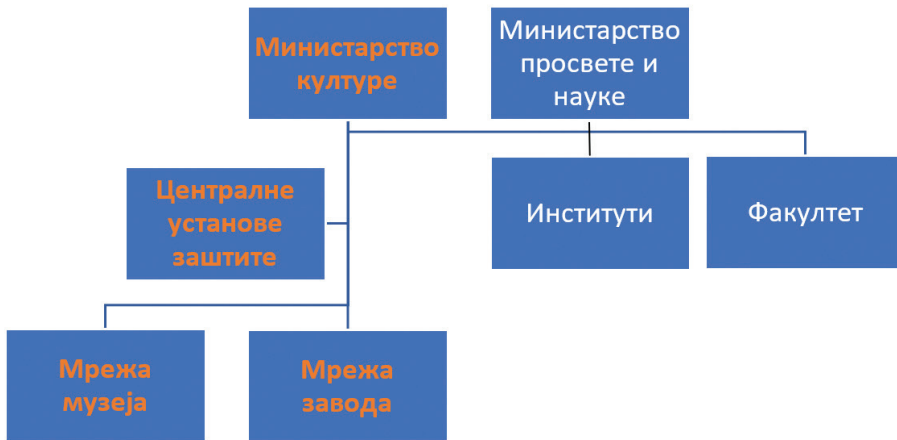 Министарство
културе
Министарство
просвете и
науке
Централне
установе
заштите
Институти
Факултет
Мрежа
музеја
Мрежа
завода